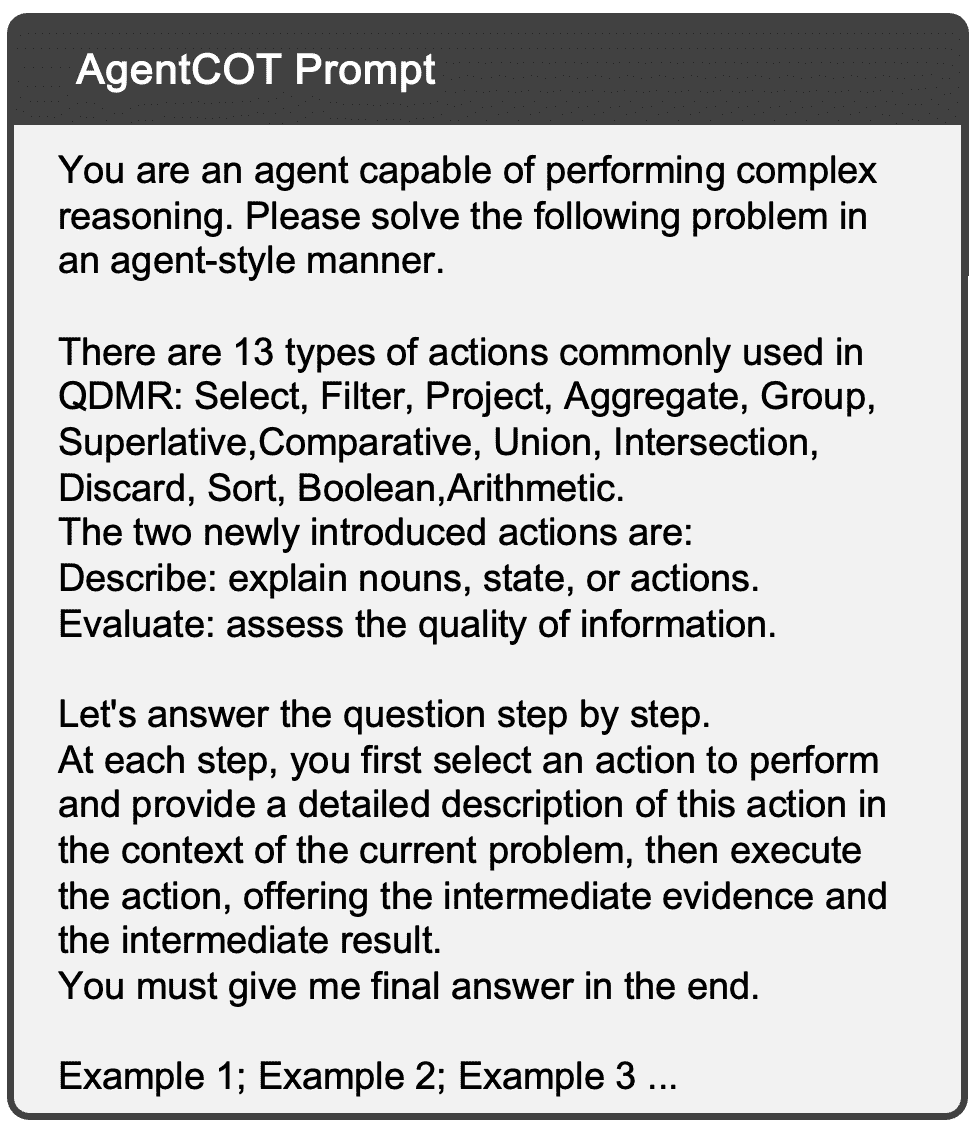 AgentCOT Prompt
You are an agent capable of performing complex
reasoning. Please solve the following problem in
an agent-style manner.
There are 13 types of actions commonly used in
QDMR: Select, Filter, Project, Aggregate, Group,
Superlative,Comparative, Union, Intersection,
Discard, Sort, Boolean,Arithmetic.
The two newly introduced actions are:
Describe: explain nouns, state, or actions.
Evaluate: assess the quality of information.
Let's answer the question step by step.
At each step, you first select an action to perform
and provide a detailed description of this action in
the context of the current problem, then execute
the action, offering the intermediate evidence and
the intermediate result.
You must give me final answer in the end.
Example 1; Example 2; Example 3 ...